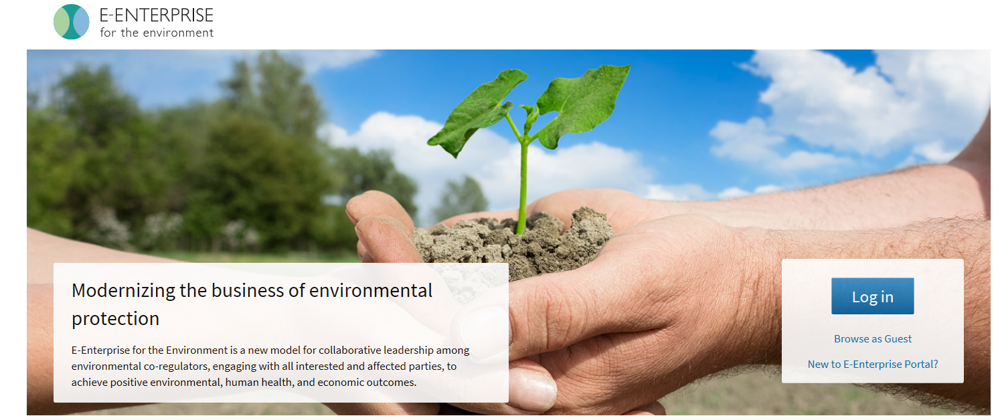 E-ENTERPRISE
for the environment
Modernizing the business of environmental
protection
E-Enterprise for the Environment is a new model for collaborative leadership among
environmental co-regulators, engaging with all interested and affected parties, to
achieve positive environmental, human health, and economic outcomes.
Log in
Browse as Guest
New to E-Enterprise Portal?